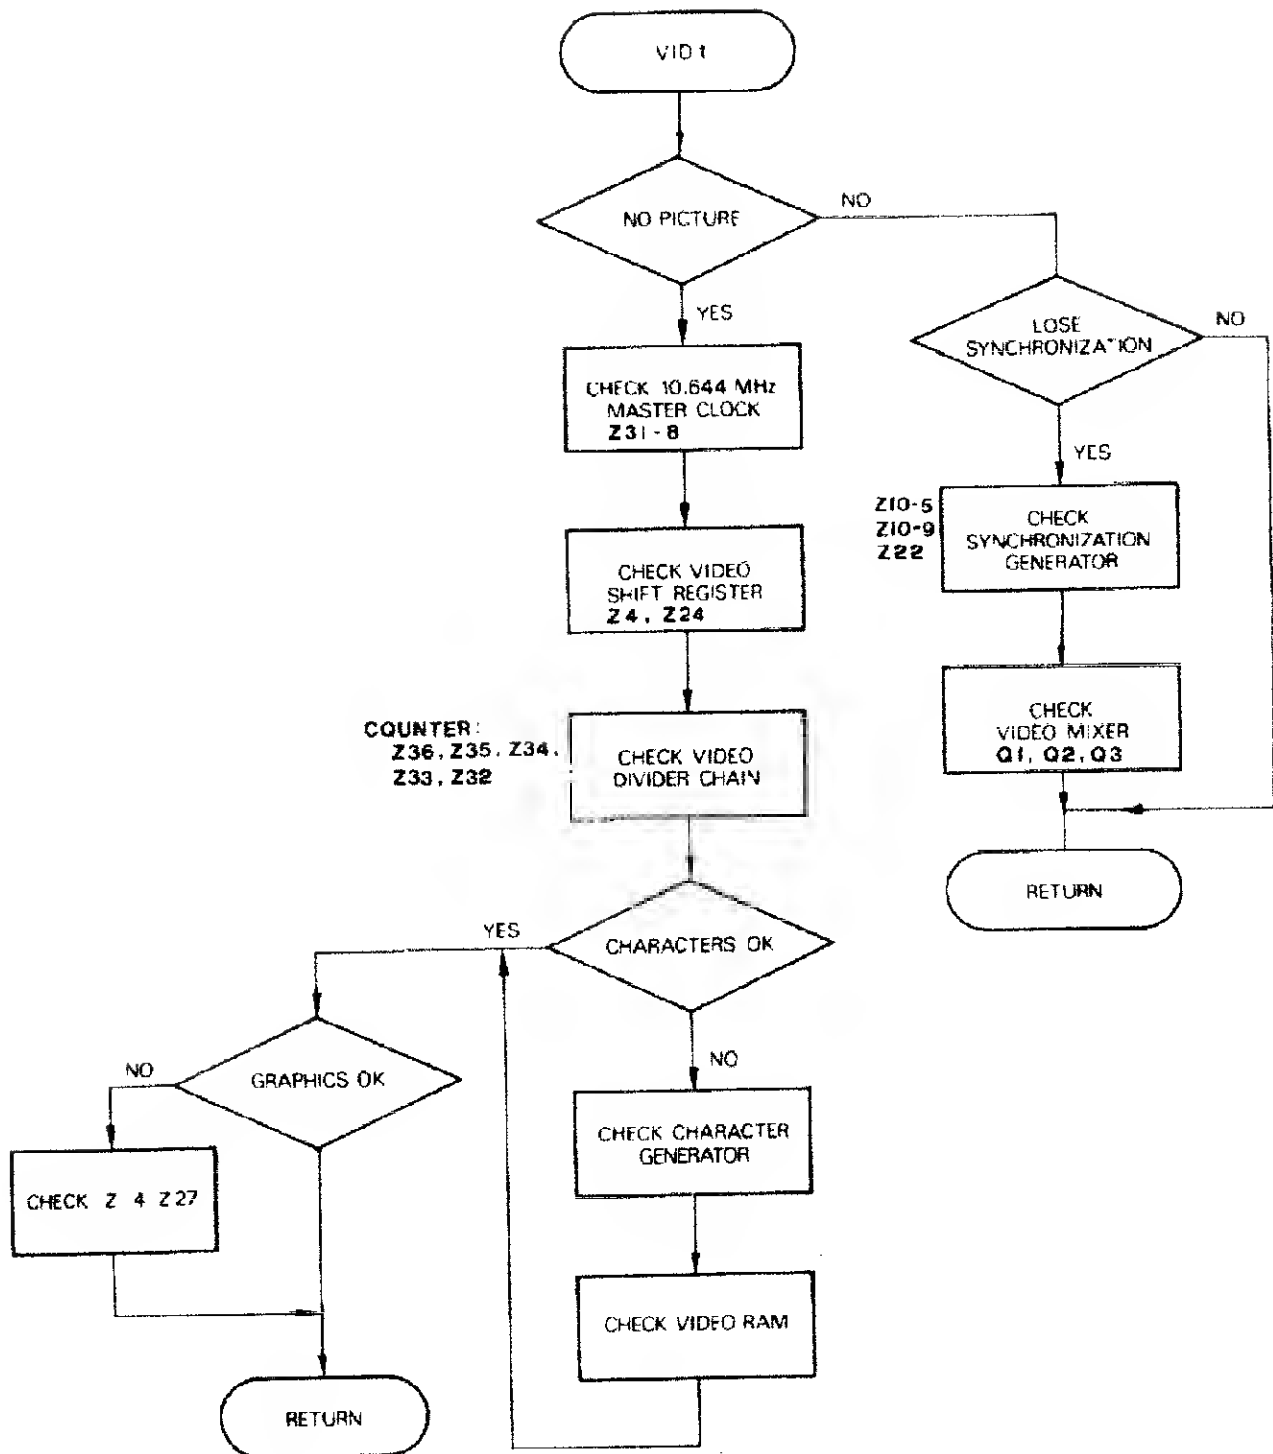 VID 1
NO PICTURE
NO
YES
LOSE
SYNCHRONIZATION
NO
CHECK 10.644 MHz
MASTER CLOCK
Z31-8
YES
Z10-5
Z10-9
Z22
CHECK
SYNCHRONIZATION
GENERATOR
CHECK VIDEO
SHIFT REGISTER
Z4, Z24
CHECK
VIDEO MIXER
Q1, Q2, Q3
COUNTER:
Z36, Z35, Z34,
Z33, Z32
CHECK VIDEO
DIVIDER CHAIN
RETURN
YES
CHARACTERS OK
NO
NO
GRAPHICS OK
CHECK CHARACTER
GENERATOR
CHECK Z 4 Z27
CHECK VIDEO RAM
RETURN